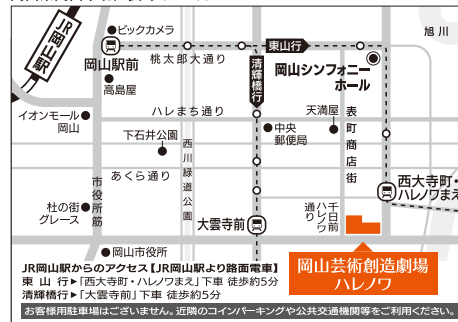 JR岡山駅
ビックカメラ
岡山駅前
高島屋
桃太郎大通り
東山行
清輝橋行
旭川
岡山シンフォニー
ホール
イオンモール
岡山
ハレまち通り
天満屋
表町商店街
下石井公園
中央
郵便局
西川緑道公園
あくら通り
市役所筋
杜の街
グレース
西大寺町・
ハレノワまえ
千日前
ハレノワ
通り
大雲寺前
岡山市役所
岡山芸術創造劇場
ハレノワ
JR岡山駅からのアクセス【JR岡山駅より路面電車】
東 山 行▶「西大寺町・ハレノワまえ」下車 徒歩約5分
清輝橋行▶「大雲寺前」下車 徒歩約5分
お客様用駐車場はございません。近隣のコインパーキングや公共交通機関等をご利用ください。